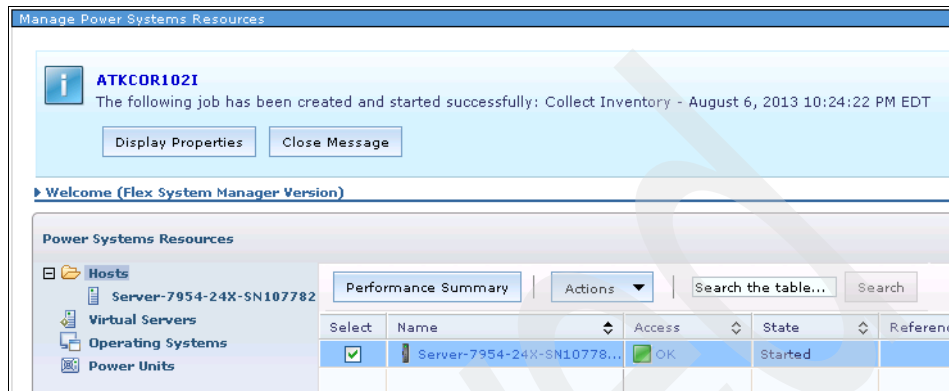 Manage Power Systems Resources
ATKCOR102I
The following job has been created and started successfully: Collect Inventory - August 6, 2013 10:24:22 PM EDT
Display Properties Close Message
Welcome (Flex System Manager Version)
Power Systems Resources
Hosts
Server-7954-24X-SN107782
Virtual Servers
Operating Systems
Power Units
Performance Summary Actions Search the table... Search
Select Name Access State Referenc
Server-7954-24X-SN10778... OK Started